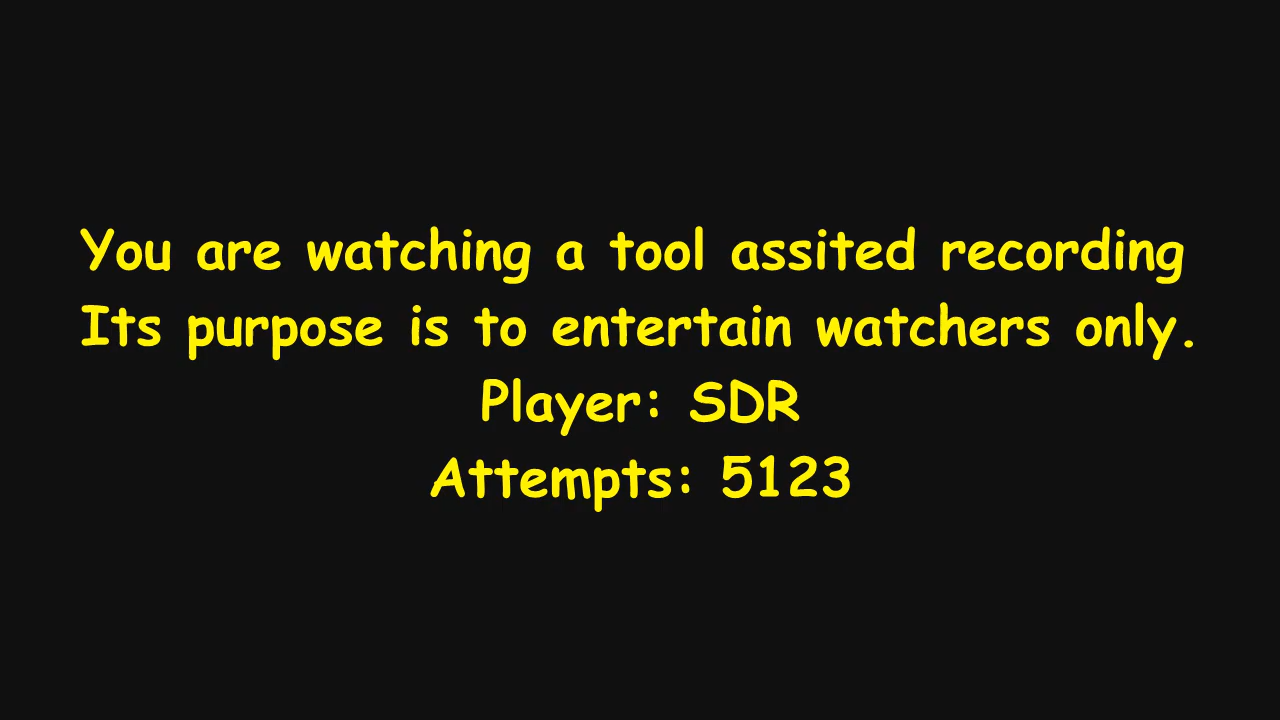 You are watching a tool assited recording
Its purpose is to entertain watchers only.
Player: SDR
Attempts: 5123